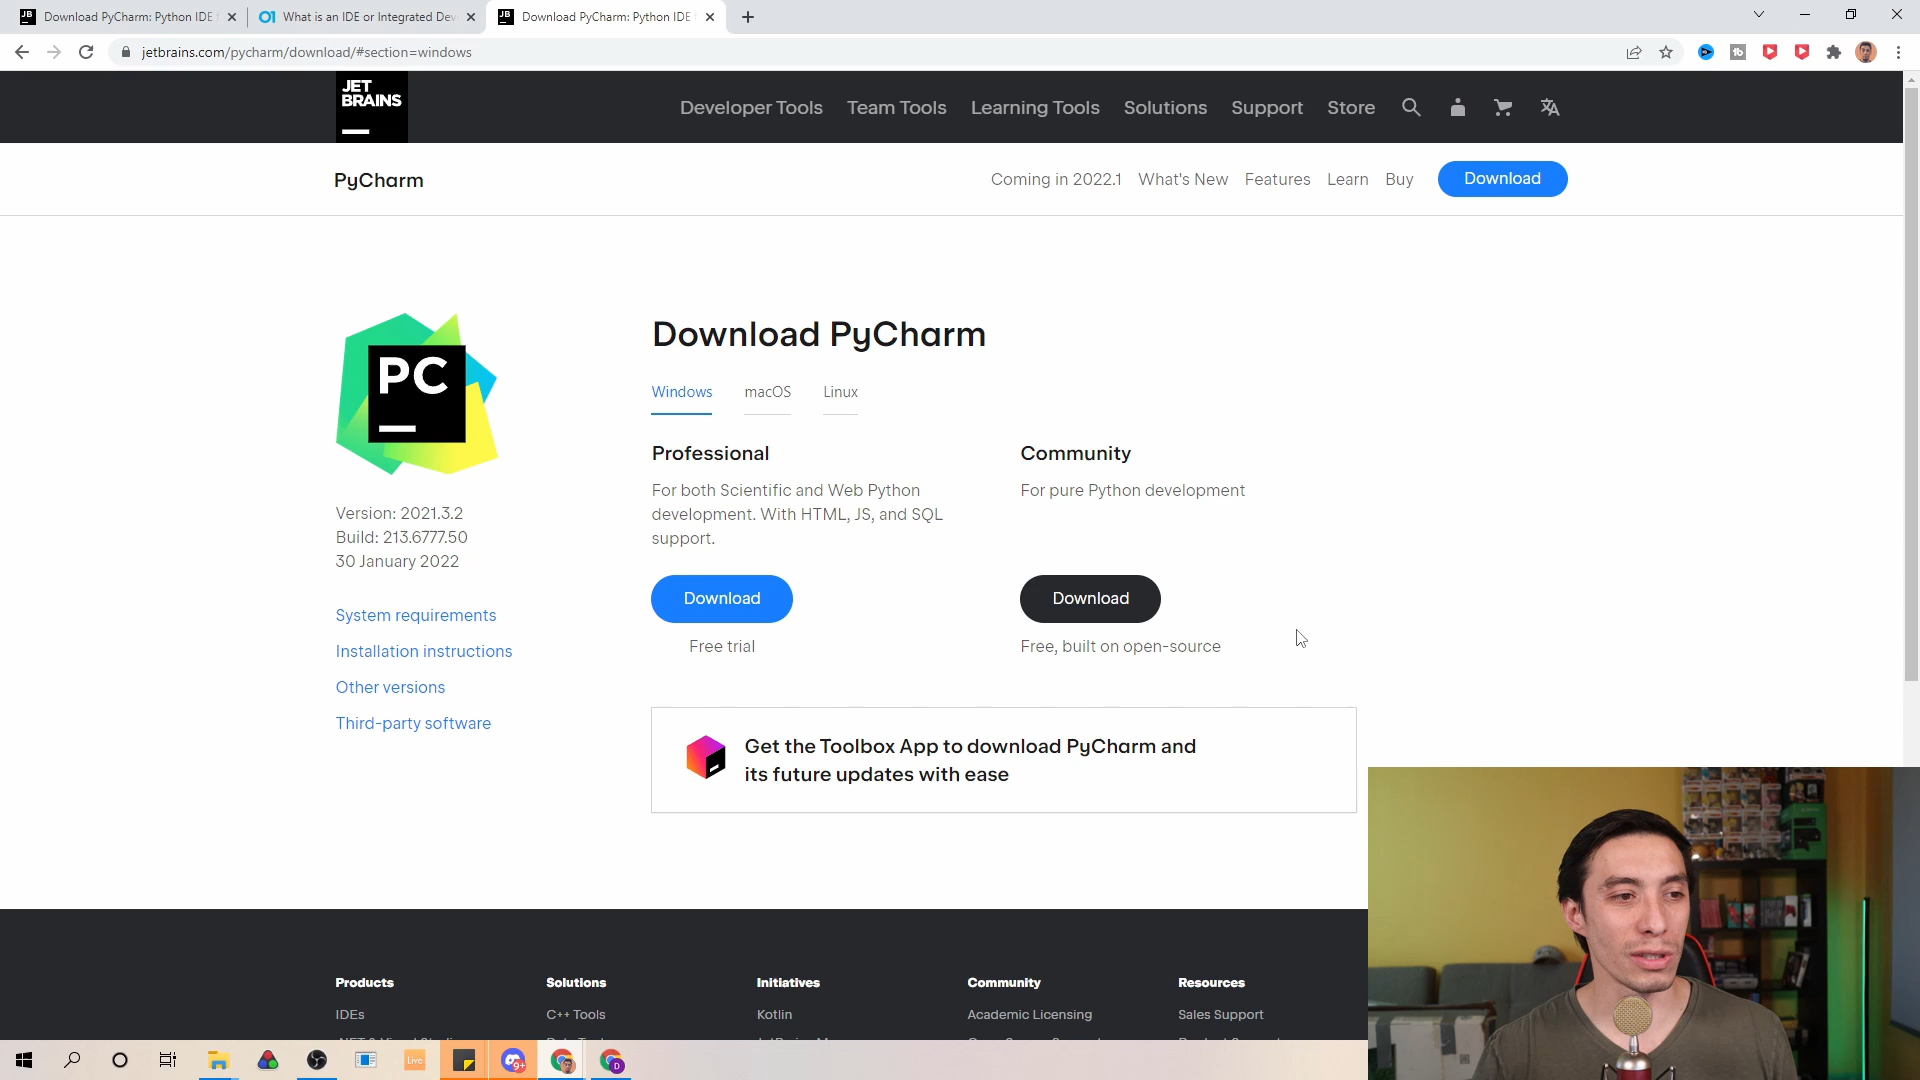 Download PyCharm: Python IDE
What is an IDE or Integrated Dev
Download PyCharm: Python IDE
jetbrains.com/pycharm/download/#section=windows
JET
BRAINS
Developer Tools
Team Tools
Learning Tools
Solutions
Support
Store
PyCharm
Coming in 2022.1
What's New
Features
Learn
Buy
Download
PC
Download PyCharm
Windows
macOS
Linux
Professional
For both Scientific and Web Python
development. With HTML, JS, and SQL
support.
Download
Free trial
Community
For pure Python development
Download
Free, built on open-source
Version: 2021.3.2
Build: 213.6777.50
30 January 2022
System requirements
Installation instructions
Other versions
Third-party software
Get the Toolbox App to download PyCharm and
its future updates with ease
Products
IDEs
Solutions
C++ Tools
Initiatives
Kotlin
Community
Academic Licensing
Resources
Sales Support
Live
9+
D